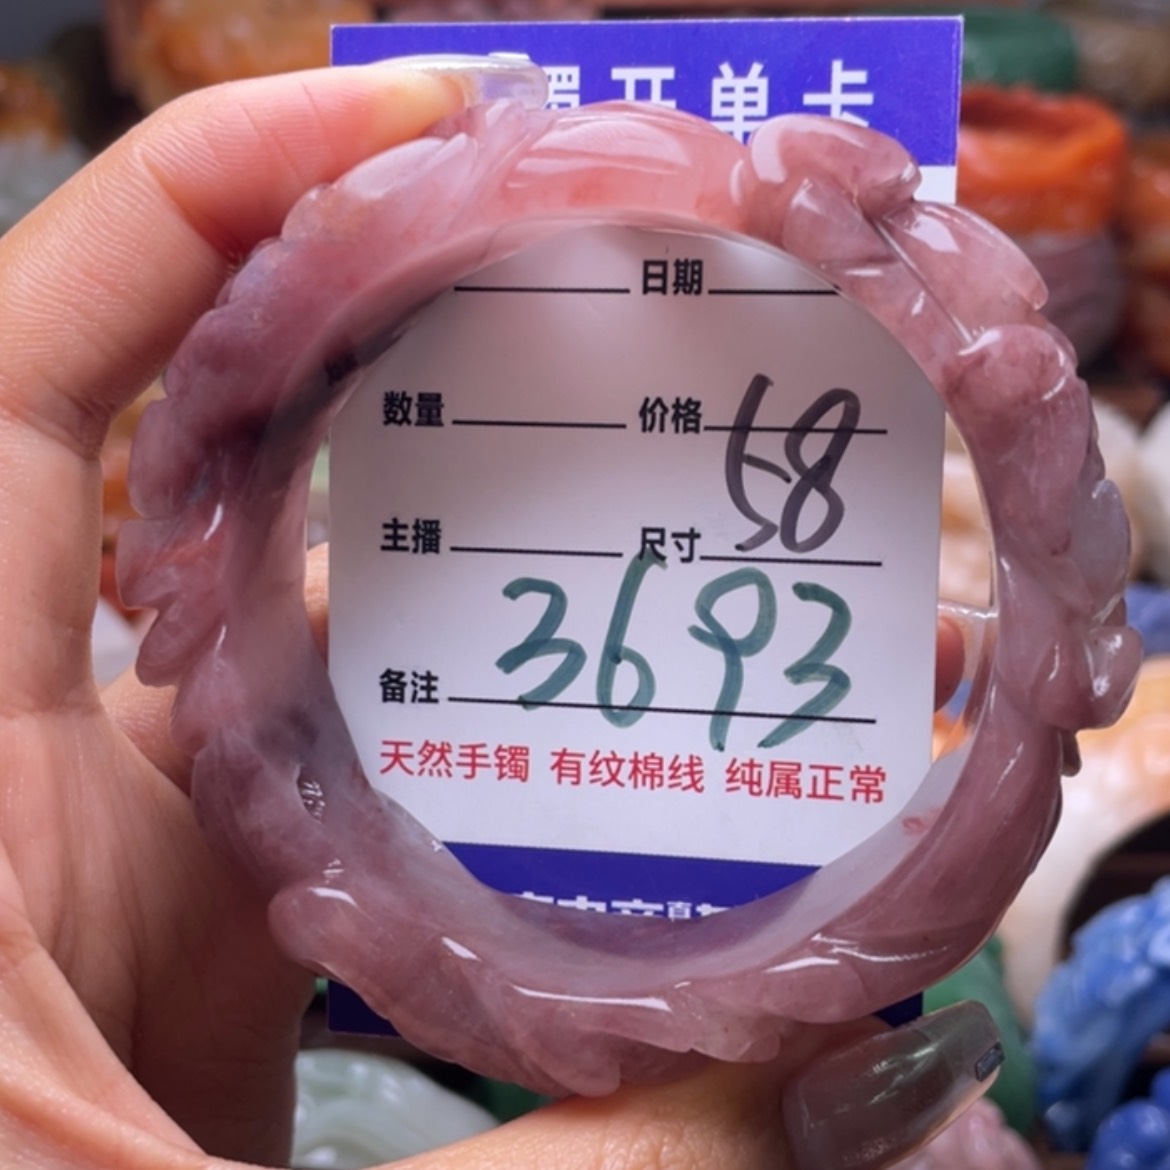 镯开单卡
日期
数量 价格 58
主播 尺寸
3693
备注
天然手镯 有纹棉线 纯属正常